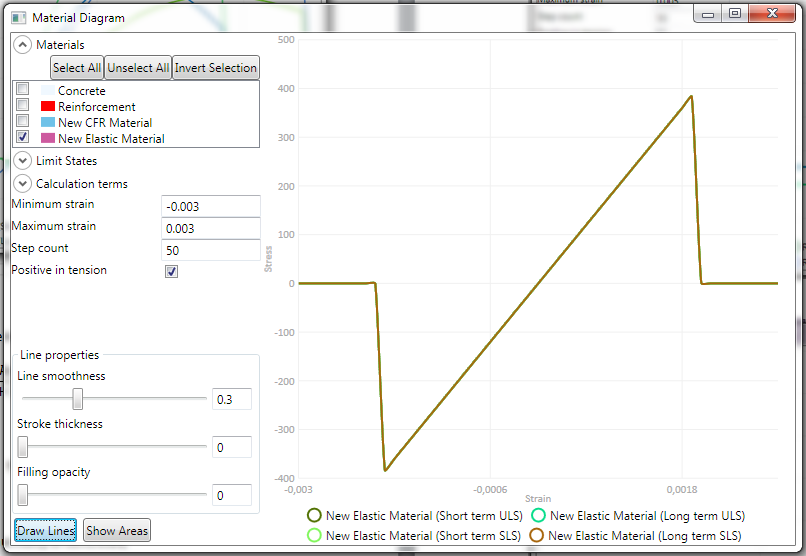 Material Diagram
Materials
Select All Unselect All Invert Selection
Concrete
Reinforcement
New CFR Material
New Elastic Material
Limit States
Calculation terms
Minimum strain -0.003
Maximum strain 0.003
Step count 50
Positive in tension
Line properties
Line smoothness
0.3
Stroke thickness
0
Filling opacity
0
Draw Lines Show Areas
500
400
300
200
100
0
-100
-200
-300
-400
Stress
-0,003 -0,0006 0,0018
Strain
New Elastic Material (Short term ULS) New Elastic Material (Long term ULS)
New Elastic Material (Short term SLS) New Elastic Material (Long term SLS)